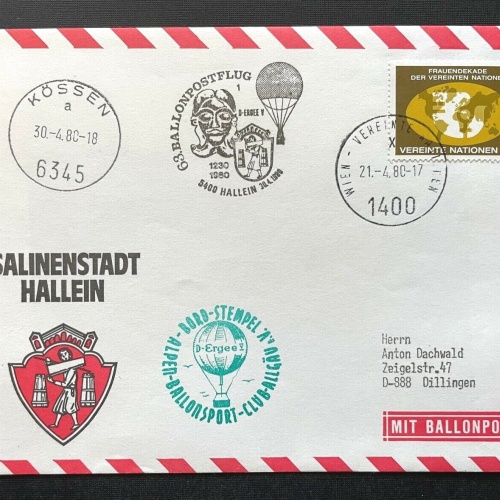 KÖSSEN
a
30.-4.80-18
6345
63. BALLONPOSTFLUG
1
D-ERGEE V
1230
1980
5400 HALLEIN 30.4.1980
FRAUENDEKADE
DER VEREINTEN NATIONEN
VEREINTE NATIONEN
WIEN - VEREINTE
21.-4.80-17
1400
SALINENSTADT
HALLEIN
BORD-STEMPEL
ALPEN-BALLONSPORT-CLUB-ALLGÄU e.V.
D-Ergee V
Herrn
Anton Dachwald
Zeigelstr.47
D-888 Dillingen
MIT BALLONPO